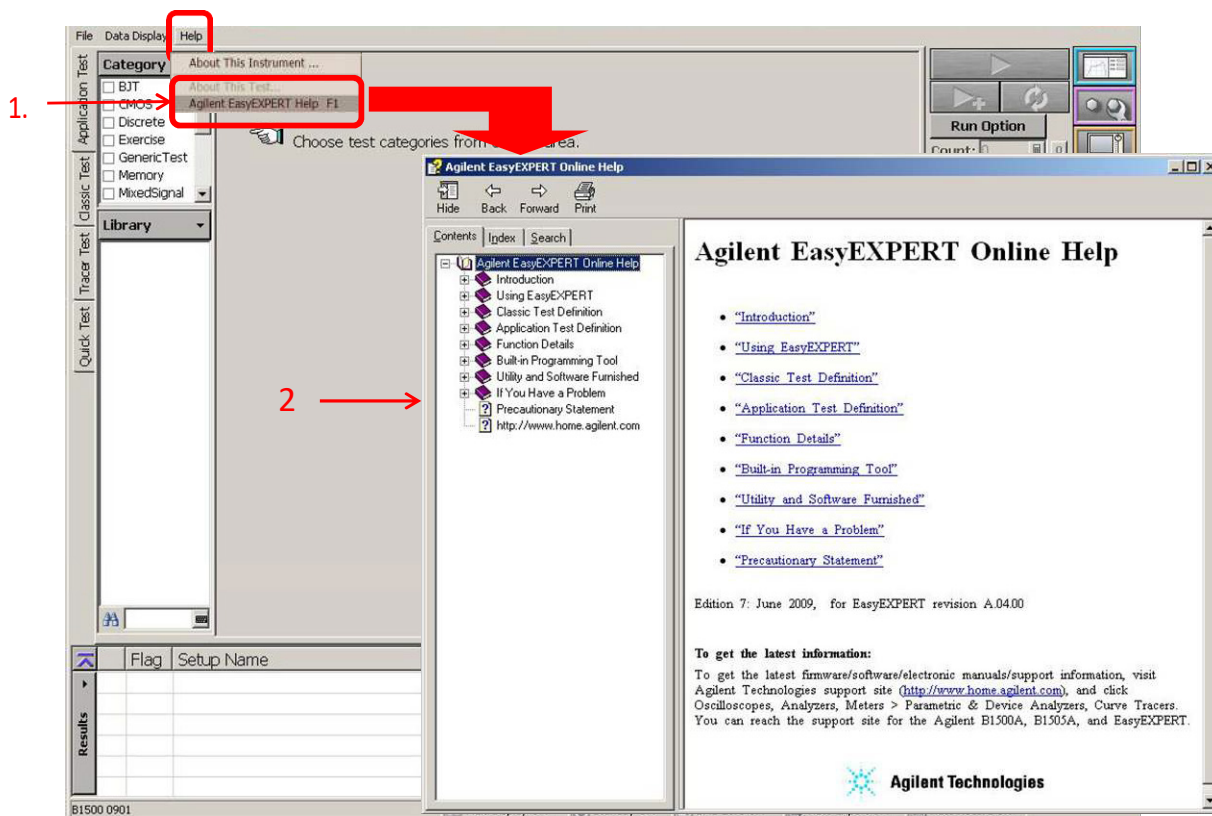 File Data Display Help
About This Instrument ...
About This Test...
Agilent EasyEXPERT Help F1
1.
Application Test
Classic Test
Tracer Test
Quick Test
Category
BJT
CMOS
Discrete
Exercise
GenericTest
Memory
MixedSignal
Library
Choose test categories from area.
Run Option
Count: 0
Agilent EasyEXPERT Online Help
Hide Back Forward Print
Contents Index Search
Agilent EasyEXPERT Online Help
Introduction
Using EasyEXPERT
Classic Test Definition
Application Test Definition
Function Details
Built-in Programming Tool
Utility and Software Furnished
If You Have a Problem
Precautionary Statement
http://www.home.agilent.com
2
Agilent EasyEXPERT Online Help
• "Introduction"
• "Using EasyEXPERT"
• "Classic Test Definition"
• "Application Test Definition"
• "Function Details"
• "Built-in Programming Tool"
• "Utility and Software Furnished"
• "If You Have a Problem"
• "Precautionary Statement"
Edition 7: June 2009, for EasyEXPERT revision A.04.00
To get the latest information:
To get the latest firmware/software/electronic manuals/support information, visit
Agilent Technologies support site (http://www.home.agilent.com), and click
Oscilloscopes, Analyzers, Meters > Parametric & Device Analyzers, Curve Tracers.
You can reach the support site for the Agilent B1500A, B1505A, and EasyEXPERT.
Agilent Technologies
Results
Flag Setup Name
B1500 0901